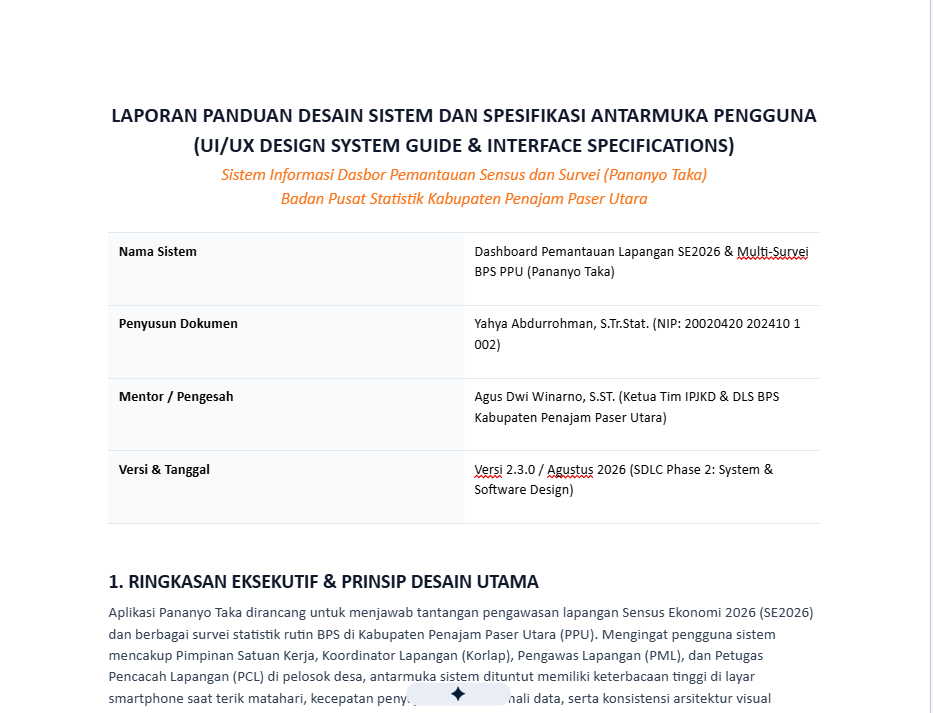 LAPORAN PANDUAN DESAIN SISTEM DAN SPESIFIKASI ANTARMUKA PENGGUNA
(UI/UX DESIGN SYSTEM GUIDE & INTERFACE SPECIFICATIONS)
Sistem Informasi Dasbor Pemantauan Sensus dan Survei (Pananyo Taka)
Badan Pusat Statistik Kabupaten Penajam Paser Utara
Nama Sistem
Dashboard Pemantauan Lapangan SE2026 & Multi-Survei
BPS PPU (Pananyo Taka)
Penyusun Dokumen
Yahya Abdurrohman, S.Tr.Stat. (NIP: 20020420 202410 1
002)
Mentor / Pengesah
Agus Dwi Winarno, S.ST. (Ketua Tim IPJKD & DLS BPS
Kabupaten Penajam Paser Utara)
Versi & Tanggal
Versi 2.3.0 / Agustus 2026 (SDLC Phase 2: System &
Software Design)
1. RINGKASAN EKSEKUTIF & PRINSIP DESAIN UTAMA
Aplikasi Pananyo Taka dirancang untuk menjawab tantangan pengawasan lapangan Sensus Ekonomi 2026 (SE2026)
dan berbagai survei statistik rutin BPS di Kabupaten Penajam Paser Utara (PPU). Mengingat pengguna sistem
mencakup Pimpinan Satuan Kerja, Koordinator Lapangan (Korlap), Pengawas Lapangan (PML), dan Petugas
Pencacah Lapangan (PCL) di pelosok desa, antarmuka sistem dituntut memiliki keterbacaan tinggi di layar
smartphone saat terik matahari, kecepatan data, serta konsistensi arsitektur visual